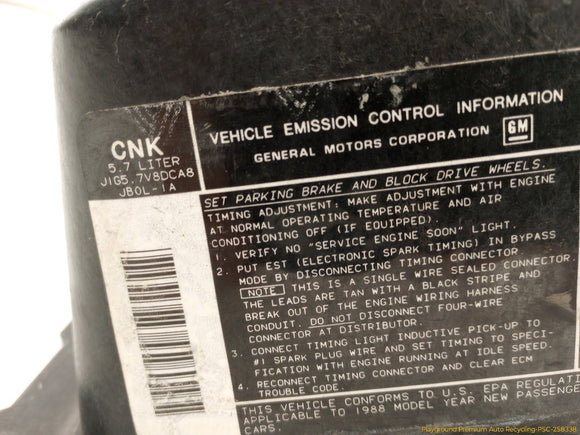 CNK
5.7 LITER
J1G5.7V8DCA8
JB0L-1A
VEHICLE EMISSION CONTROL INFORMATION
GENERAL MOTORS CORPORATION GM
SET PARKING BRAKE AND BLOCK DRIVE WHEELS.
TIMING ADJUSTMENT: MAKE ADJUSTMENT WITH ENGINE
AT NORMAL OPERATING TEMPERATURE AND AIR
CONDITIONING OFF (IF EQUIPPED).
1. VERIFY NO "SERVICE ENGINE SOON" LIGHT.
2. PUT EST (ELECTRONIC SPARK TIMING) IN BYPASS
MODE BY DISCONNECTING TIMING CONNECTOR
NOTE THIS IS A SINGLE WIRE SEALED CONNECTOR.
THE LEADS ARE TAN WITH A BLACK STRIPE AND
BREAK OUT OF THE ENGINE WIRING HARNESS
CONDUIT. DO NOT DISCONNECT FOUR-WIRE
CONNECTOR AT DISTRIBUTOR.
3. CONNECT TIMING LIGHT INDUCTIVE PICK-UP TO
#1 SPARK PLUG WIRE AND SET TIMING TO SPECI-
FICATION WITH ENGINE RUNNING AT IDLE SPEED.
4. RECONNECT TIMING CONNECTOR AND CLEAR ECM
TROUBLE CODE.
THIS VEHICLE CONFORMS TO U.S. EPA REGULATI
APPLICABLE TO 1988 MODEL YEAR NEW PASSENGE
CARS.
Playground Premium Auto Recycling-PSC-258338